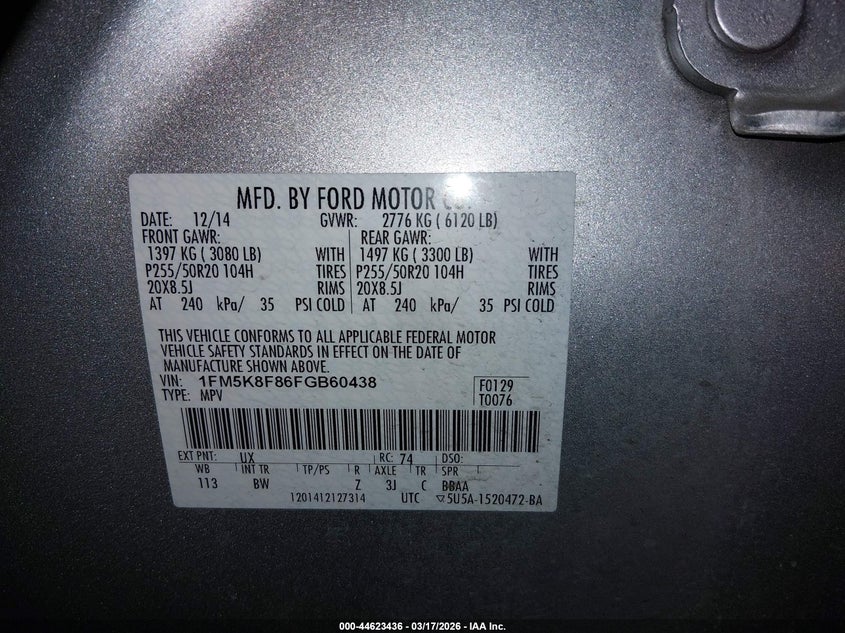 MFD. BY FORD MOTOR CO.
DATE: 12/14 GVWR: 2776 KG ( 6120 LB)
FRONT GAWR: REAR GAWR:
1397 KG ( 3080 LB) WITH 1497 KG ( 3300 LB) WITH
P255/50R20 104H TIRES P255/50R20 104H TIRES
20X8.5J RIMS 20X8.5J RIMS
AT 240 kPa/ 35 PSI COLD AT 240 kPa/ 35 PSI COLD
THIS VEHICLE CONFORMS TO ALL APPLICABLE FEDERAL MOTOR
VEHICLE SAFETY STANDARDS IN EFFECT ON THE DATE OF
MANUFACTURE SHOWN ABOVE.
VIN: 1FM5K8F86FGB60438 F0129
TYPE: MPV T0076
EXT PNT: UX RC: 74 DSO:
WB INT TR TP/PS R AXLE TR SPR
113 BW Z 3J C BBAA
1201412127314 UTC ▽5U5A-1520472-BA
000-44623436 - 03/17/2026 - IAA Inc.